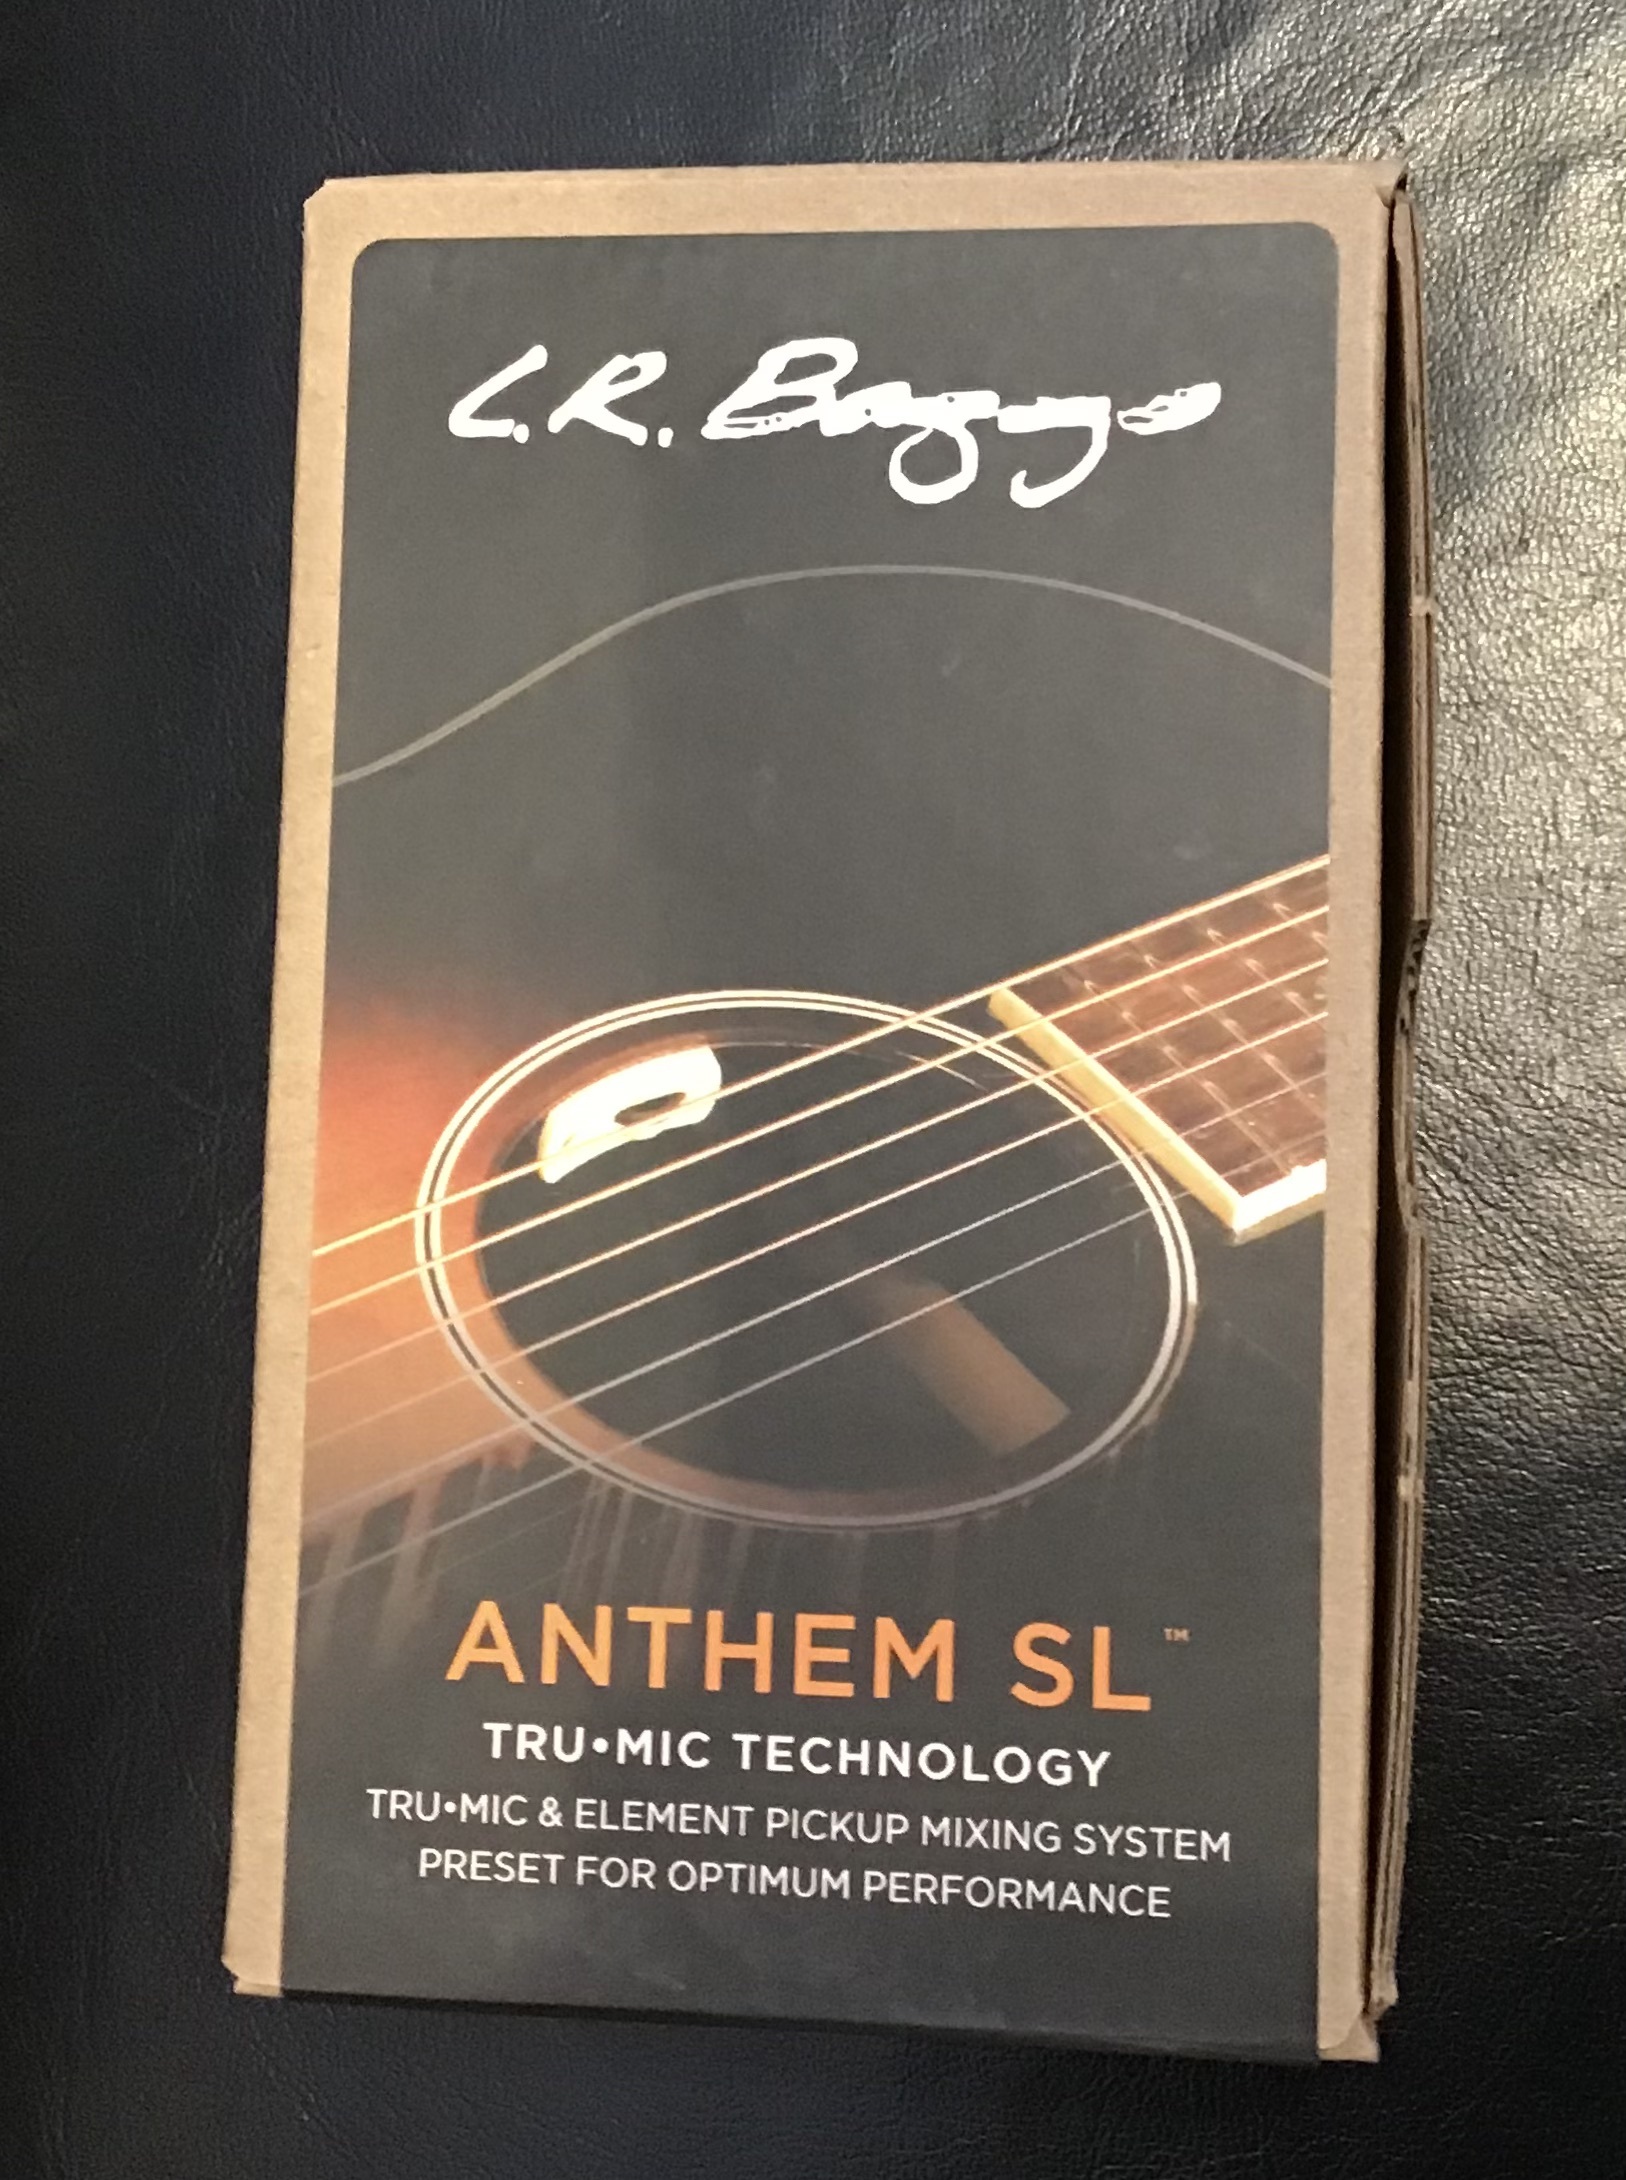 L.R. Baggs
ANTHEM SL™
TRU•MIC TECHNOLOGY
TRU•MIC & ELEMENT PICKUP MIXING SYSTEM
PRESET FOR OPTIMUM PERFORMANCE